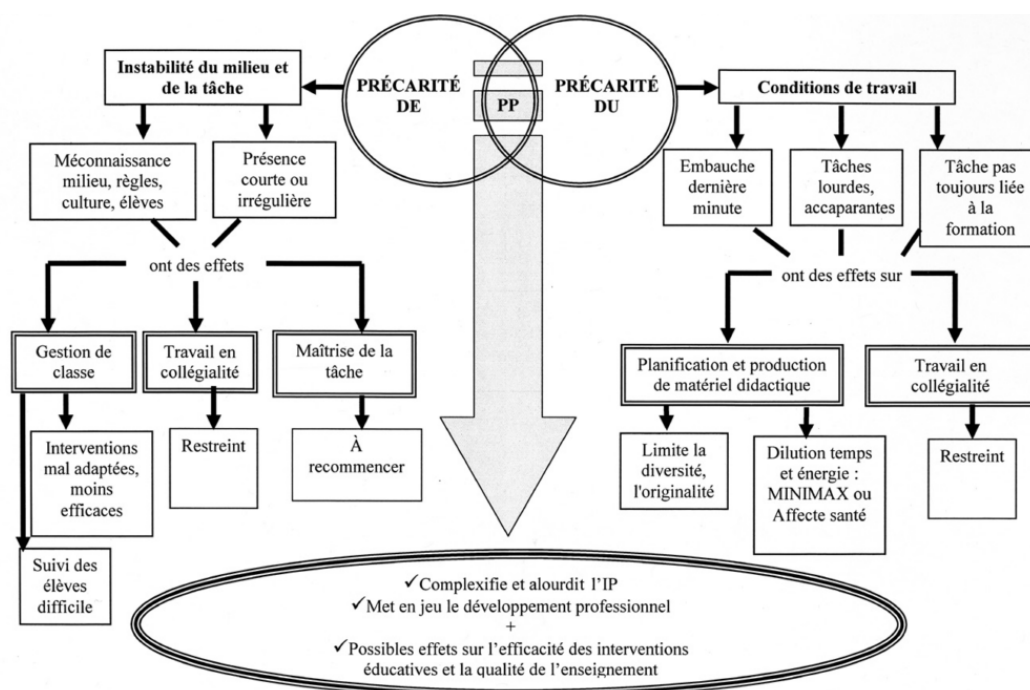 Instabilité du milieu et
de la tâche
PRÉCARITÉ
DE
PP
PRÉCARITÉ
DU
Conditions de travail
Méconnaissance
milieu, règles,
culture, élèves
Présence
courte ou
irrégulière
Embauche
dernière
minute
Tâches
lourdes,
accaparantes
Tâche pas
toujours liée
à la
formation
ont des effets
ont des effets sur
Gestion de
classe
Travail en
collégialité
Maîtrise de la
tâche
Planification et production
de matériel didactique
Travail en
collégialité
Interventions
mal adaptées,
moins
efficaces
Restreint
À
recommencer
Limite la
diversité,
l'originalité
Dilution temps
et énergie :
MINIMAX ou
Affecte santé
Restreint
Suivi des
élèves
difficile
✓Complexifie et alourdit l’IP
✓Met en jeu le développement professionnel
+
✓Possibles effets sur l’efficacité des interventions
éducatives et la qualité de l’enseignement